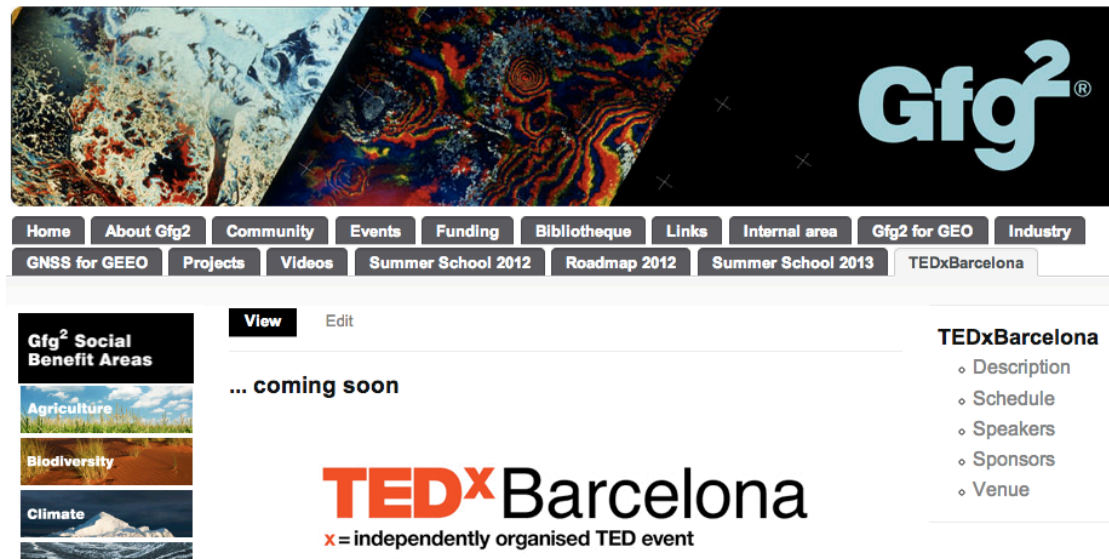 Gfg²®
Home About Gfg2 Community Events Funding Bibliotheque Links Internal area Gfg2 for GEO Industry
GNSS for GEEO Projects Videos Summer School 2012 Roadmap 2012 Summer School 2013 TEDxBarcelona
View Edit
Gfg² Social
Benefit Areas
Agriculture
Biodiversity
Climate
... coming soon
TEDxBarcelona
x = independently organised TED event
TEDxBarcelona
Description
Schedule
Speakers
Sponsors
Venue